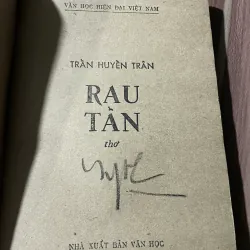 VĂN HỌC HIỆN ĐẠI VIỆT NAM
TRẦN HUYỀN TRÂN
RAU
TẦN
thơ
NHÀ XUẤT BẢN VĂN HỌC